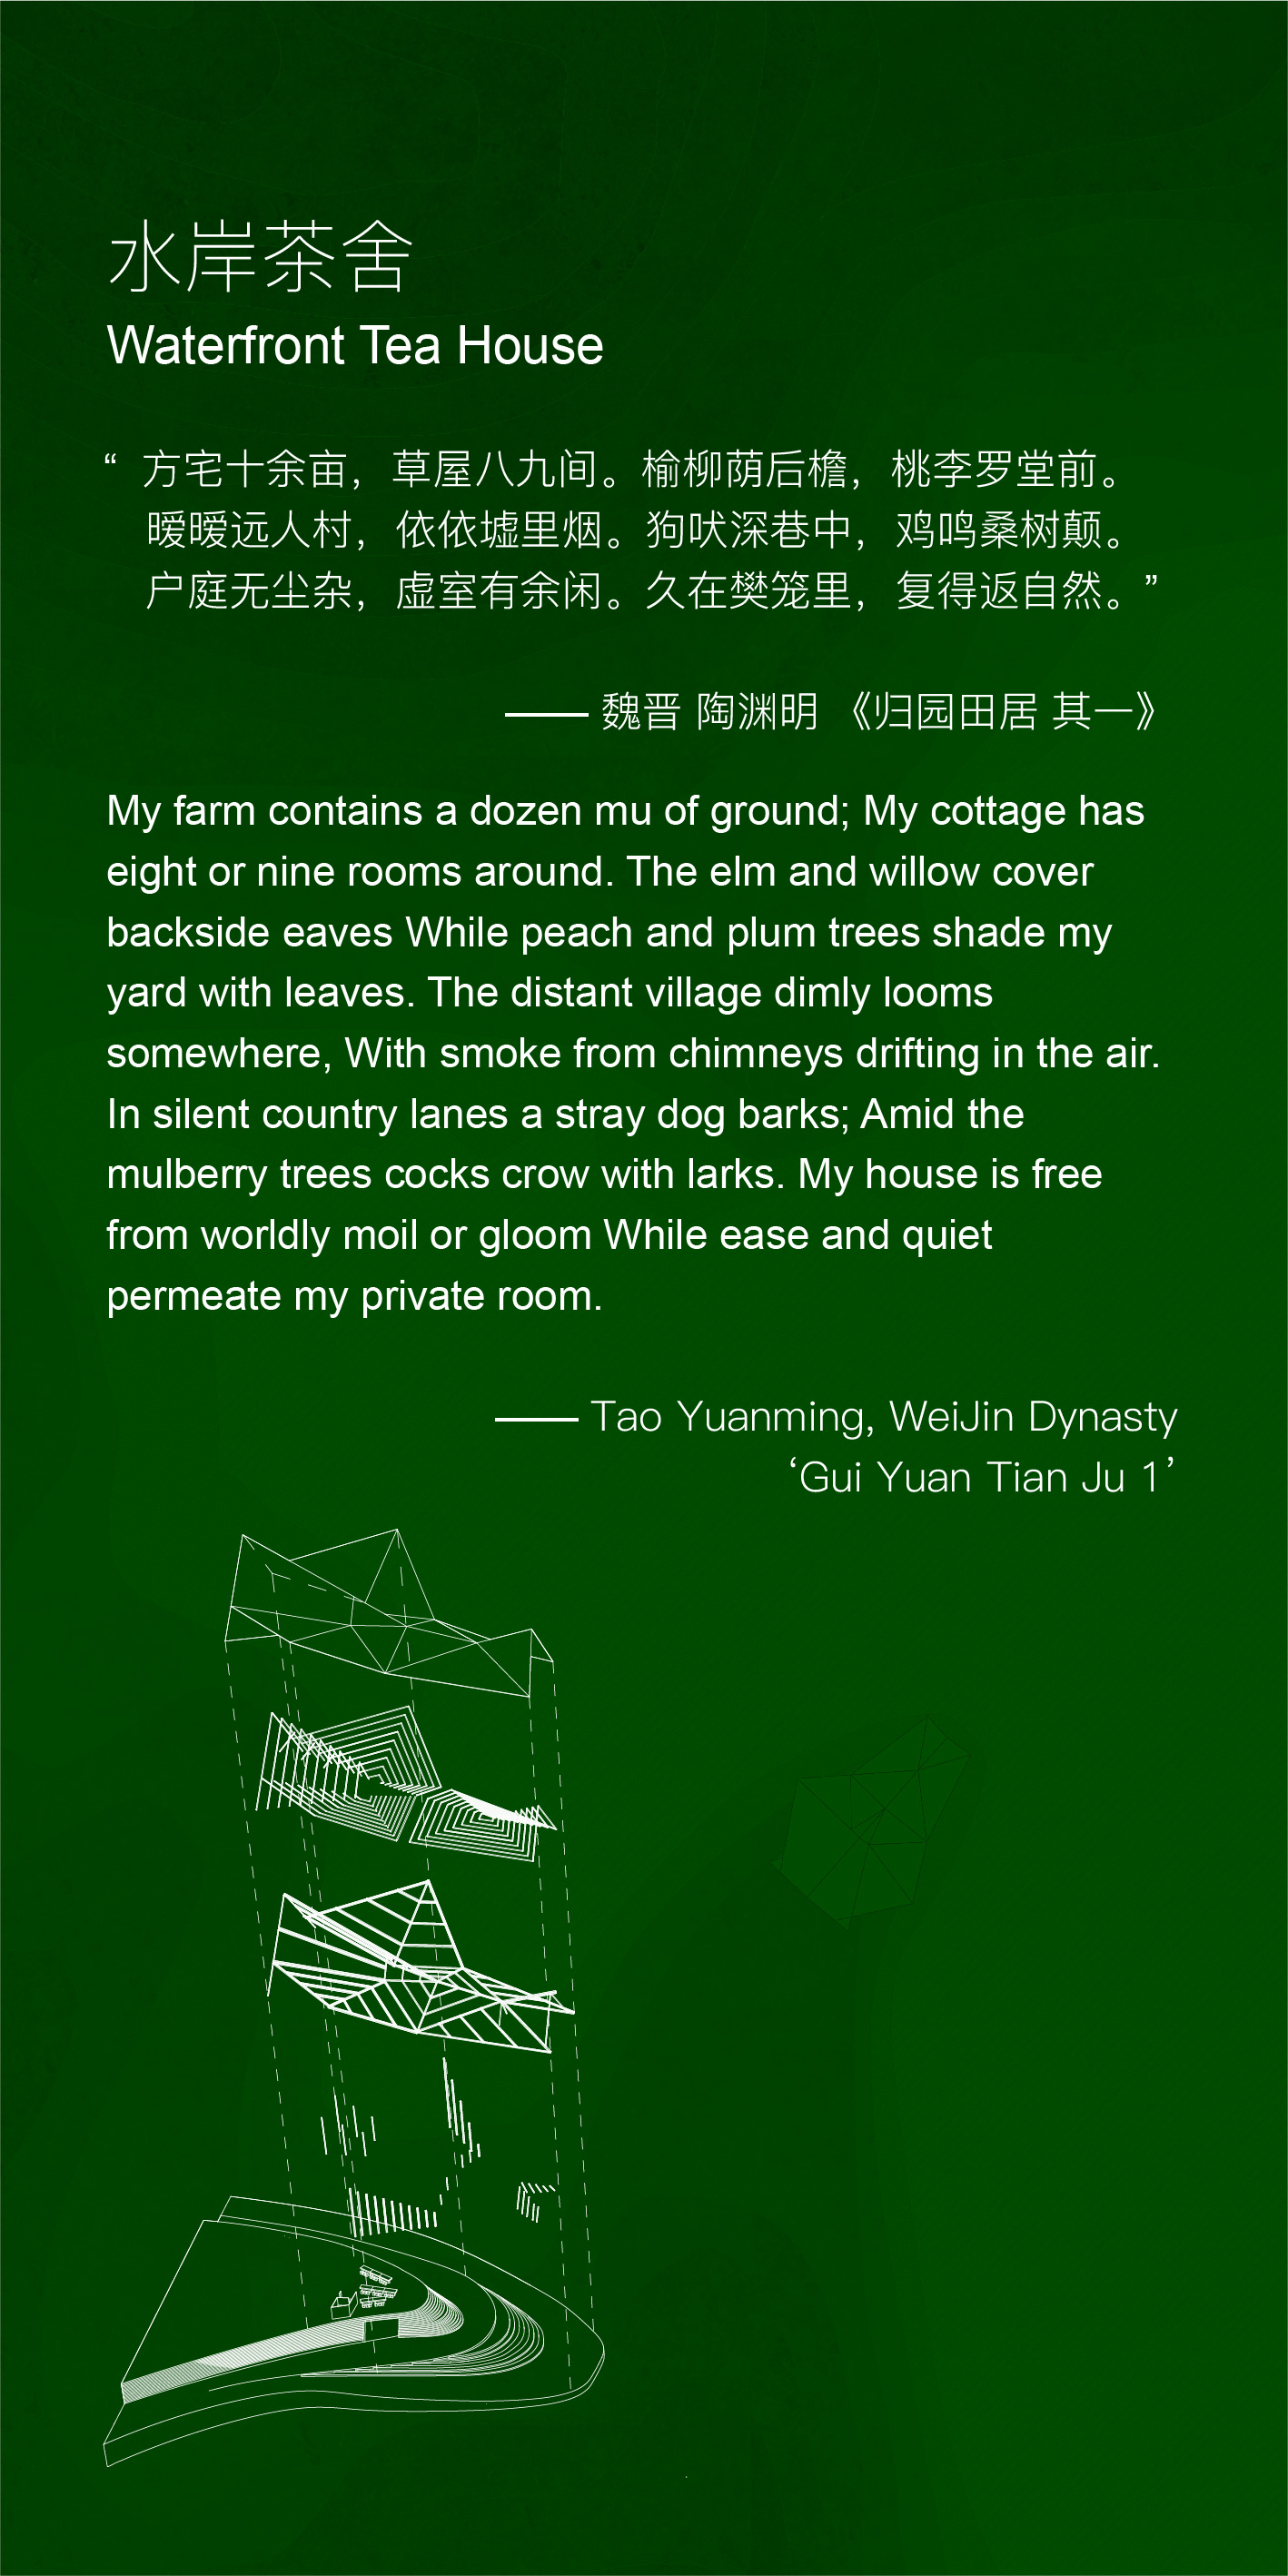 水岸茶舍
Waterfront Tea House
“ 方宅十余亩，草屋八九间。榆柳荫后檐，桃李罗堂前。
暧暧远人村，依依墟里烟。狗吠深巷中，鸡鸣桑树颠。
户庭无尘杂，虚室有余闲。久在樊笼里，复得返自然。”
—— 魏晋 陶渊明 《归园田居 其一》
My farm contains a dozen mu of ground; My cottage has
eight or nine rooms around. The elm and willow cover
backside eaves While peach and plum trees shade my
yard with leaves. The distant village dimly looms
somewhere, With smoke from chimneys drifting in the air.
In silent country lanes a stray dog barks; Amid the
mulberry trees cocks crow with larks. My house is free
from worldly moil or gloom While ease and quiet
permeate my private room.
—— Tao Yuanming, WeiJin Dynasty
‘Gui Yuan Tian Ju 1’